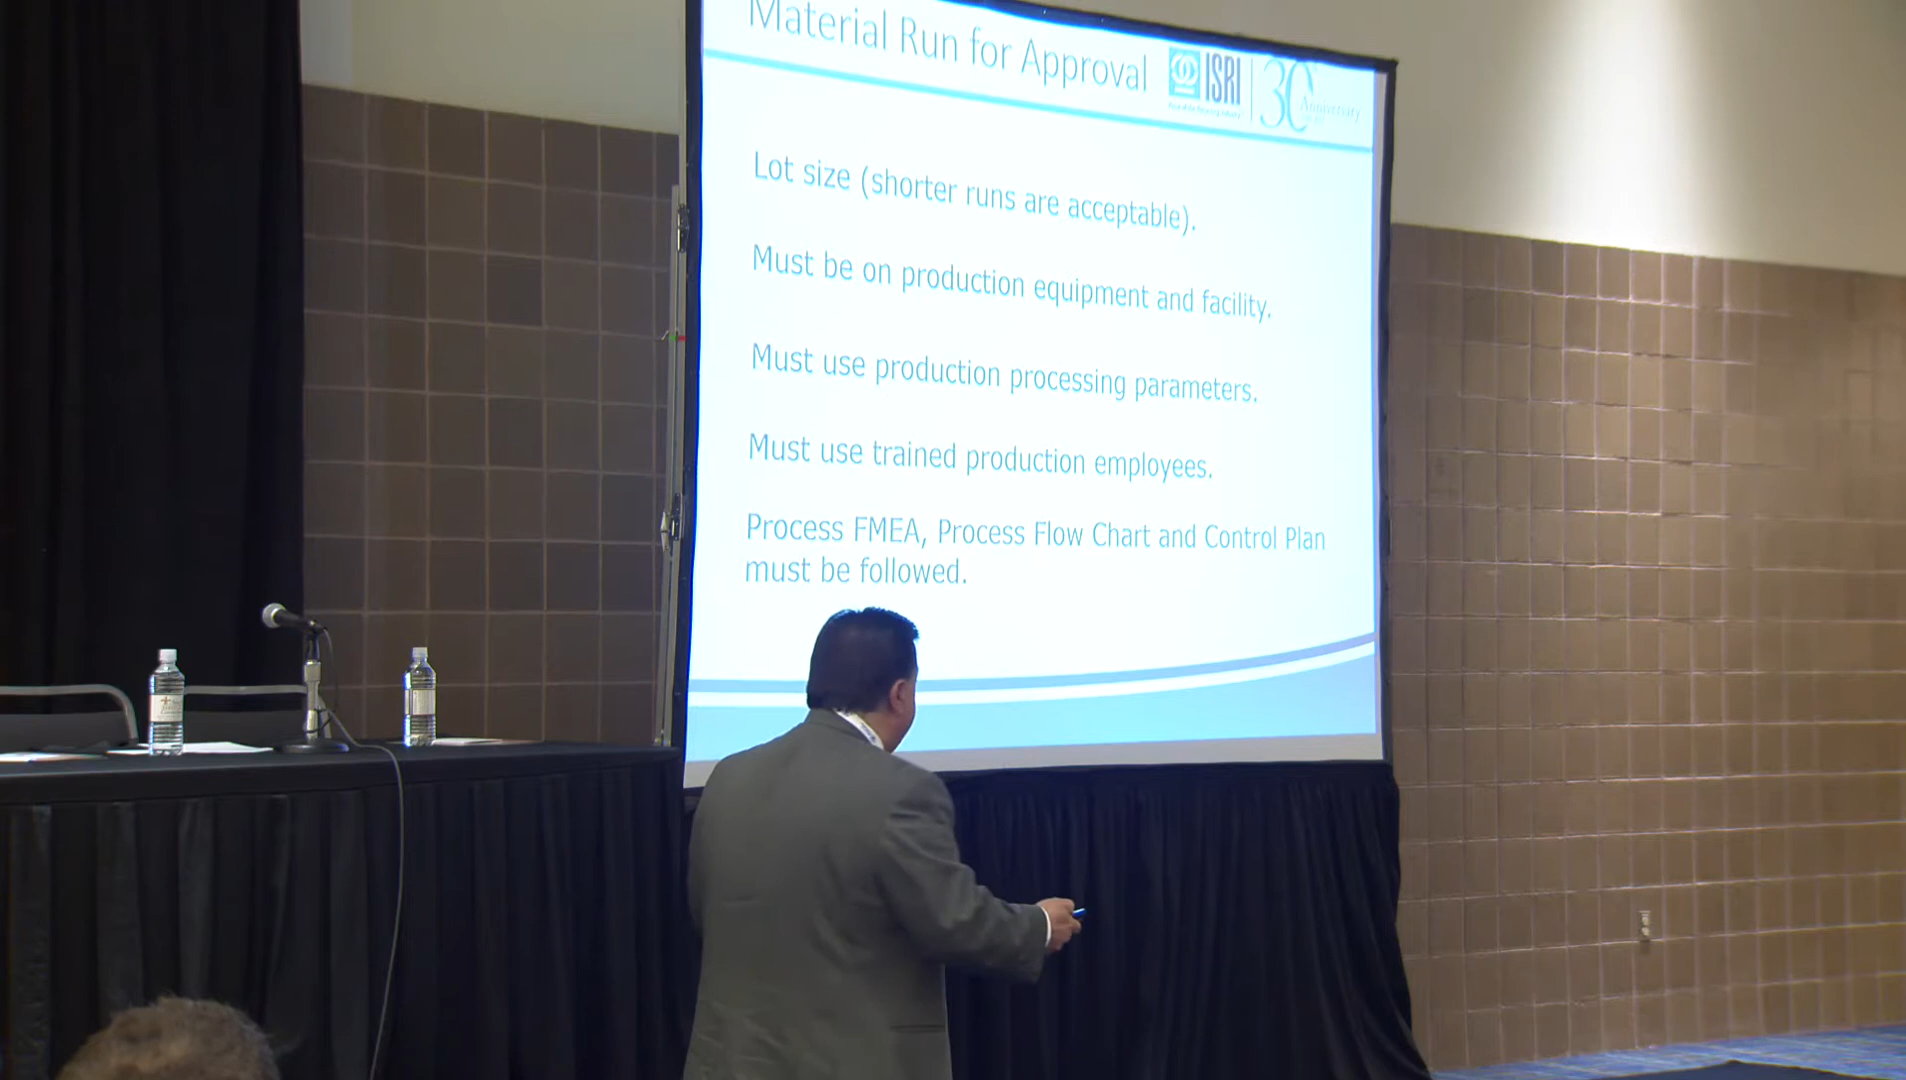 Material Run for Approval
ISRI
30
Anniversary
Lot size (shorter runs are acceptable).
Must be on production equipment and facility.
Must use production processing parameters.
Must use trained production employees.
Process FMEA, Process Flow Chart and Control Plan
must be followed.